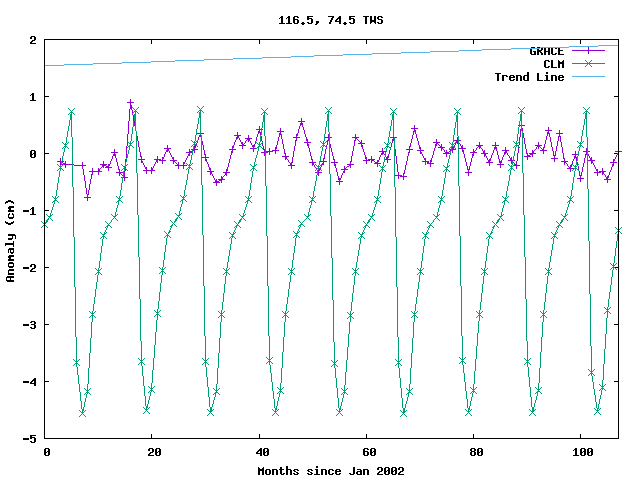 116.5, 74.5 TWS
GRACE
CLM
Trend Line
2
1
0
-1
-2
-3
-4
-5
Anomaly (cm)
0 20 40 60 80 100
Months since Jan 2002